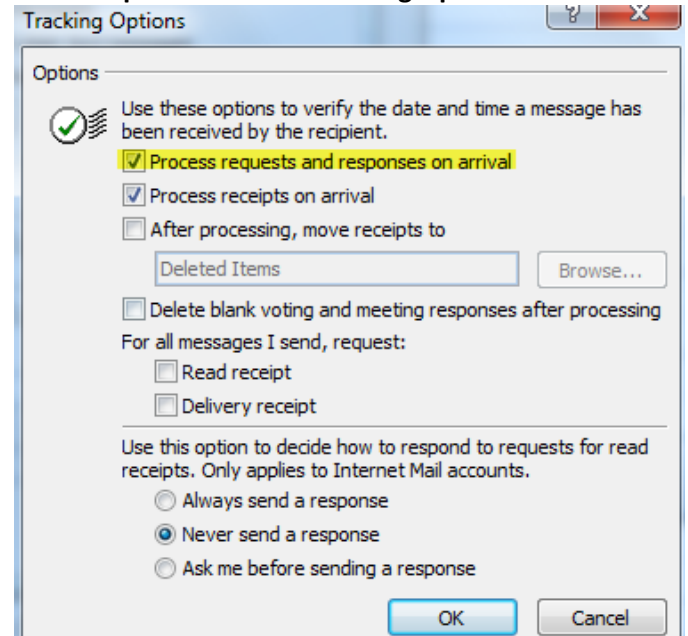 Tracking Options
Options
Use these options to verify the date and time a message has
been received by the recipient.
Process requests and responses on arrival
Process receipts on arrival
After processing, move receipts to
Deleted Items
Browse...
Delete blank voting and meeting responses after processing
For all messages I send, request:
Read receipt
Delivery receipt
Use this option to decide how to respond to requests for read
receipts. Only applies to Internet Mail accounts.
Always send a response
Never send a response
Ask me before sending a response
OK
Cancel